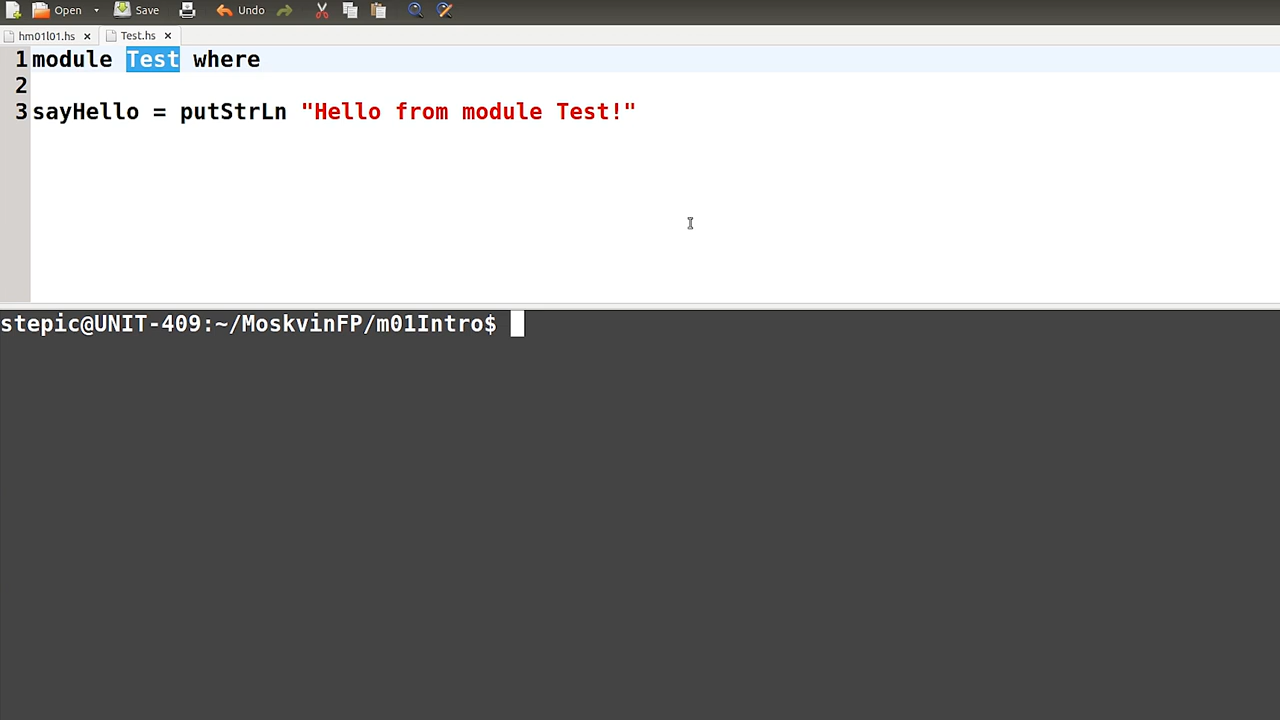 Open Save Undo
hm01l01.hs Test.hs
1 module Test where
2
3 sayHello = putStrLn "Hello from module Test!"
stepic@UNIT-409:~/MoskvinFP/m01Intro$